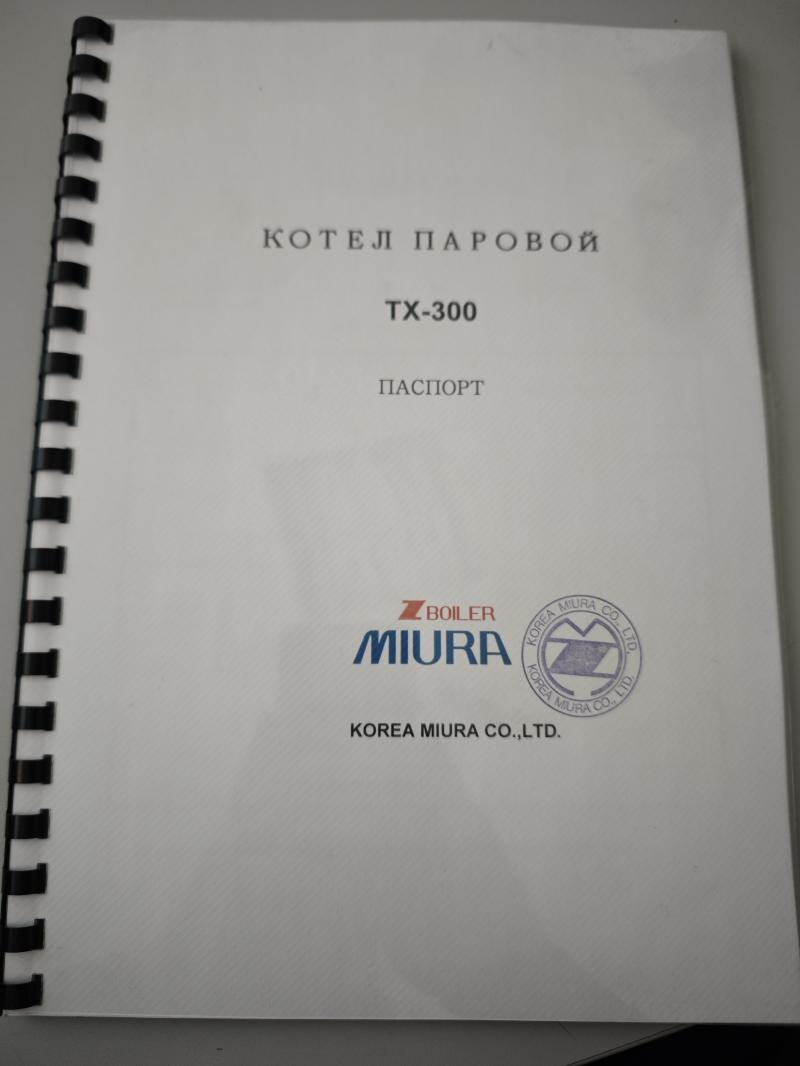 КОТЕЛ ПАРОВОЙ
TX-300
ПАСПОРТ
Z BOILER
MIURA
KOREA MIURA CO., LTD.
KOREA MIURA CO., LTD.
KOREA MIURA CO.,LTD.